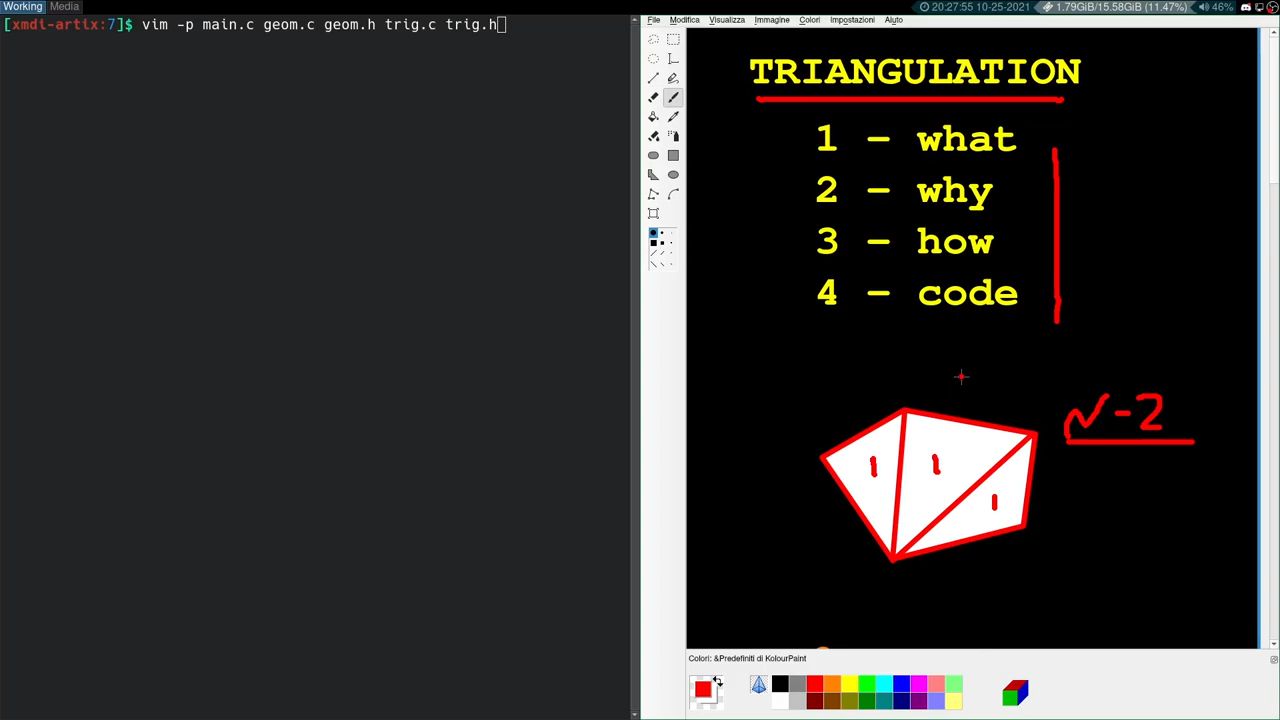 Working Media
20:27:55 10-25-2021 1.79GiB/15.58GiB (11.47%) 46%
[xmdl-artlx:7]$ vim -p main.c geom.c geom.h trig.c trig.h
File Modifica Visualizza Immagine Colori Impostazioni Aiuto
TRIANGULATION
1 - what
2 - why
3 - how
4 - code
-2
1 1
1
Colori: &Predefiniti di KolourPaint